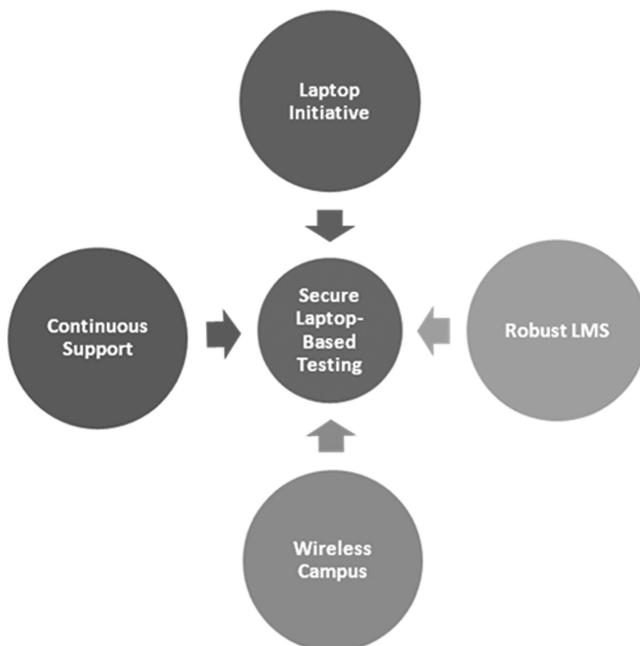 Laptop
Initiative
Continuous
Support
Secure
Laptop-
Based
Testing
Robust LMS
Wireless
Campus